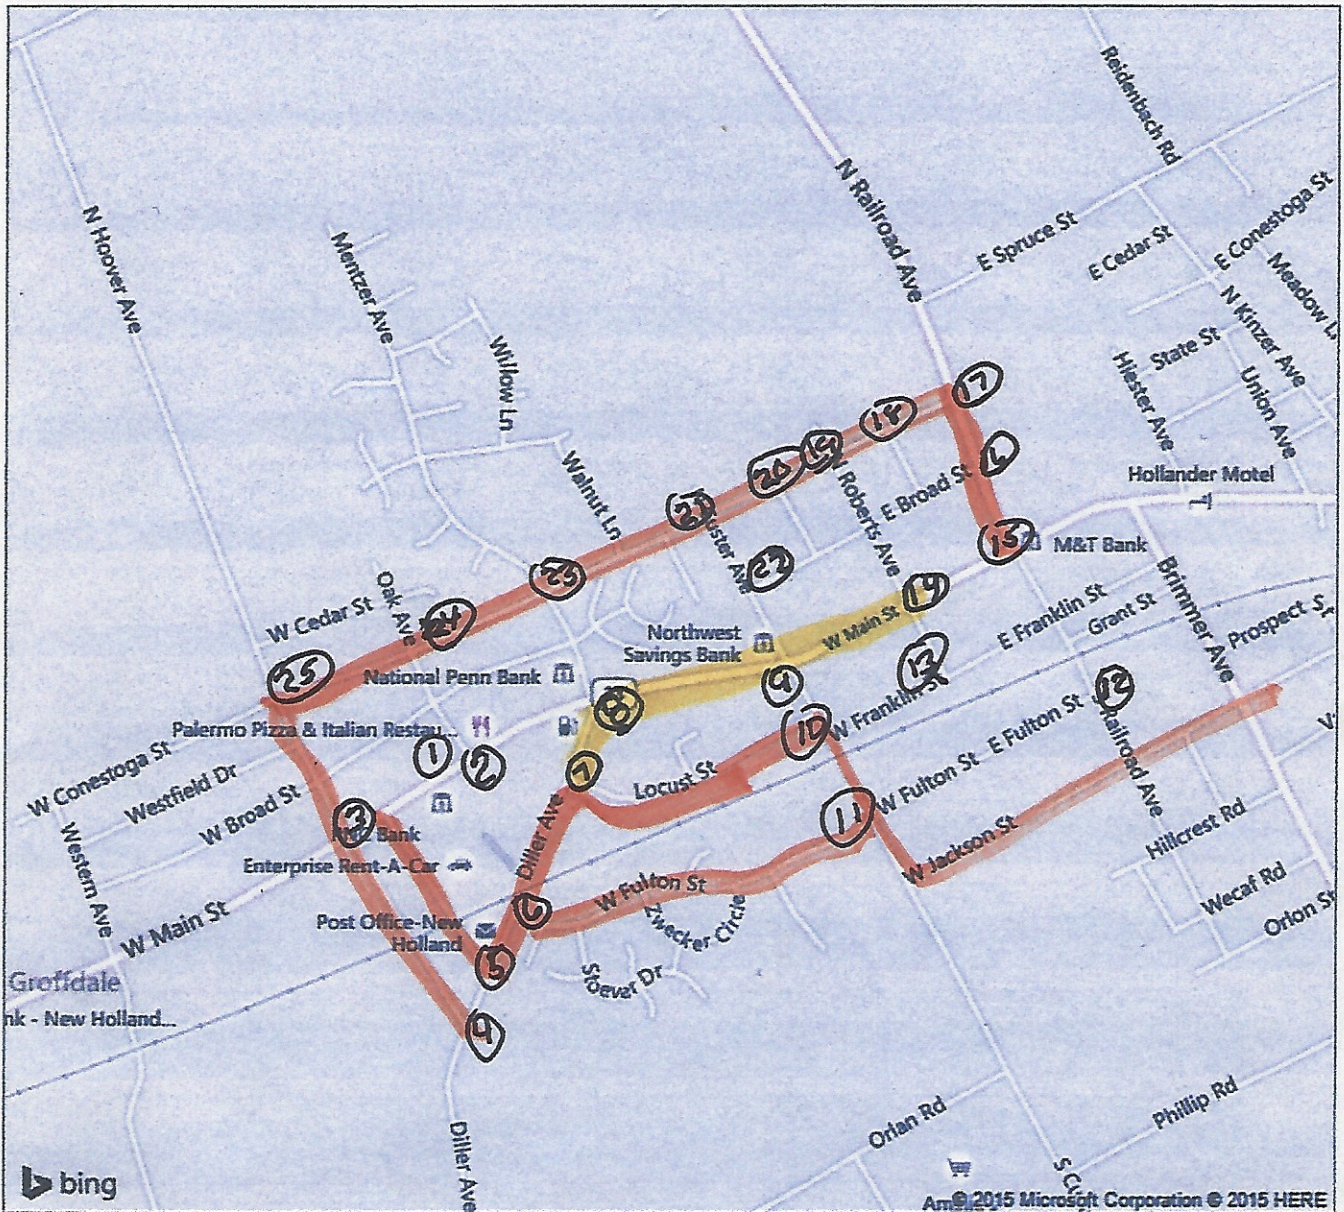 Reidenbach Rd
N Railroad Ave
N Hoover Ave
Mentzer Ave
E Spruce St
E Cedar St
E Conestoga St
Meadow L
N Kinzer Ave
State St
Hiester Ave
Union Ave
Willow Ln
Walnut Ln
17
18
19
20
6
21
N Roberts Ave
E Broad St
Hollander Motel
15
M&T Bank
22
23
Oak Ave
24
W Cedar St
25
National Penn Bank
Northwest
Savings Bank
W Main St
19
E Franklin St
Grant St
Brimmer Ave
Prospect St
8
9
13
12
W Franklin St
10
Palermo Pizza & Italian Restau...
1
2
7
Locust St
W Conestoga St
Westfield Dr
W Broad St
Western Ave
3
Bank
Enterprise Rent-A-Car
Diller Ave
11
W Fulton St
E Fulton St
Railroad Ave
W Jackson St
Hillcrest Rd
Wecaf Rd
Orlon St
W Main St
Post Office-New
Holland
6
W Fulton St
Zwecker Circle
5
Stoever Dr
4
Groffdale
nk - New Holland...
Diller Ave
Orlan Rd
Phillip Rd
bing
© 2015 Microsoft Corporation © 2015 HERE